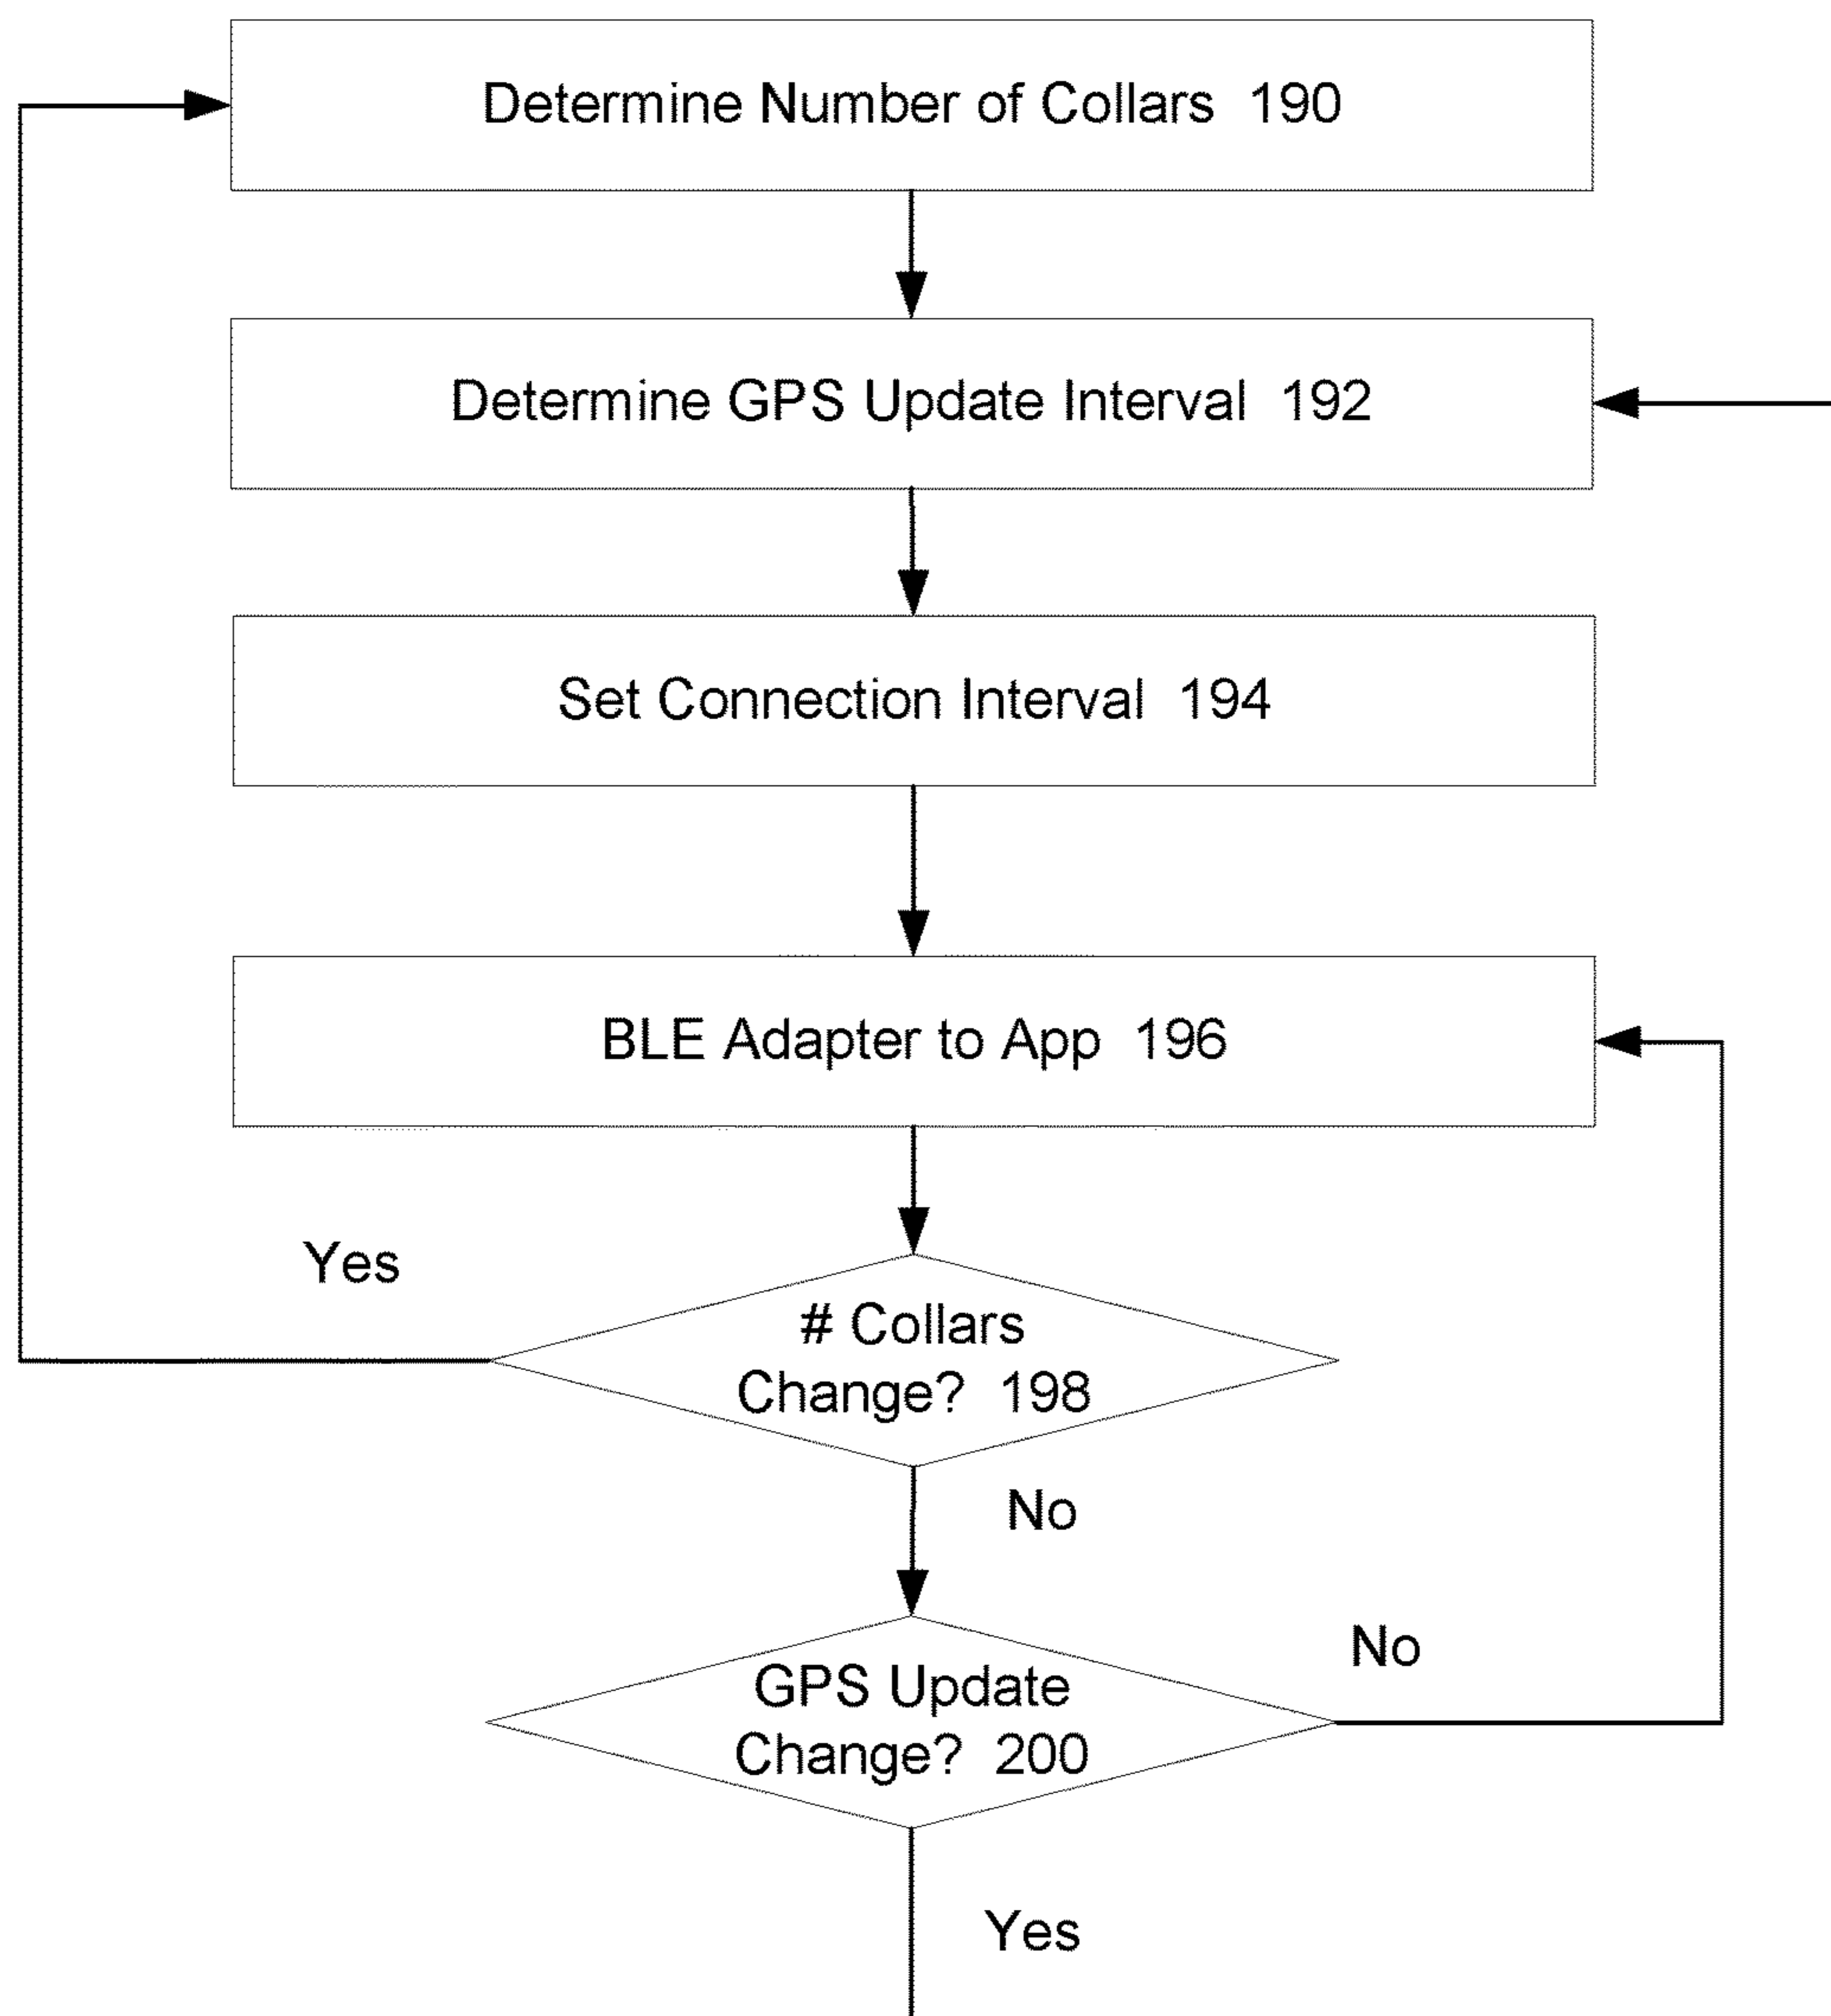 Determine Number of Collars 190
Determine GPS Update Interval 192
Set Connection Interval 194
BLE Adapter to App 196
Yes
# Collars
Change? 198
No
GPS Update
Change? 200
No
Yes